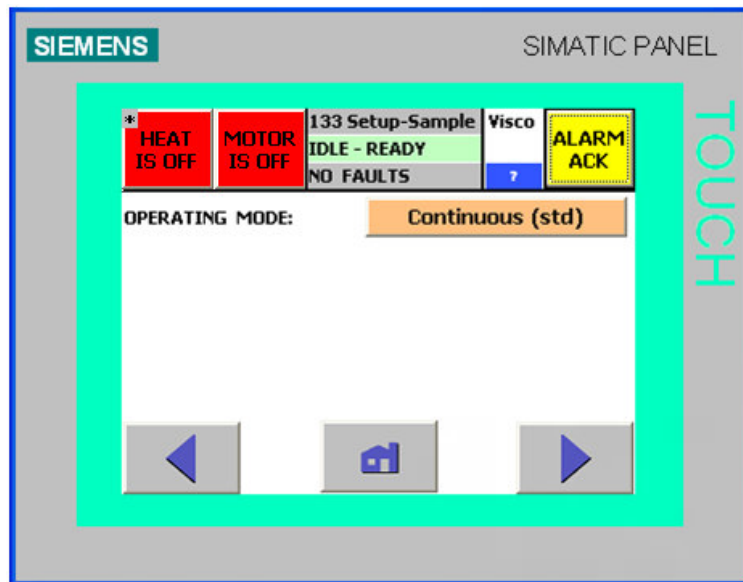 SIEMENS
SIMATIC PANEL
TOUCH
*
HEAT
IS OFF
MOTOR
IS OFF
133 Setup-Sample
IDLE - READY
NO FAULTS
Visco
?
ALARM
ACK
OPERATING MODE:
Continuous (std)